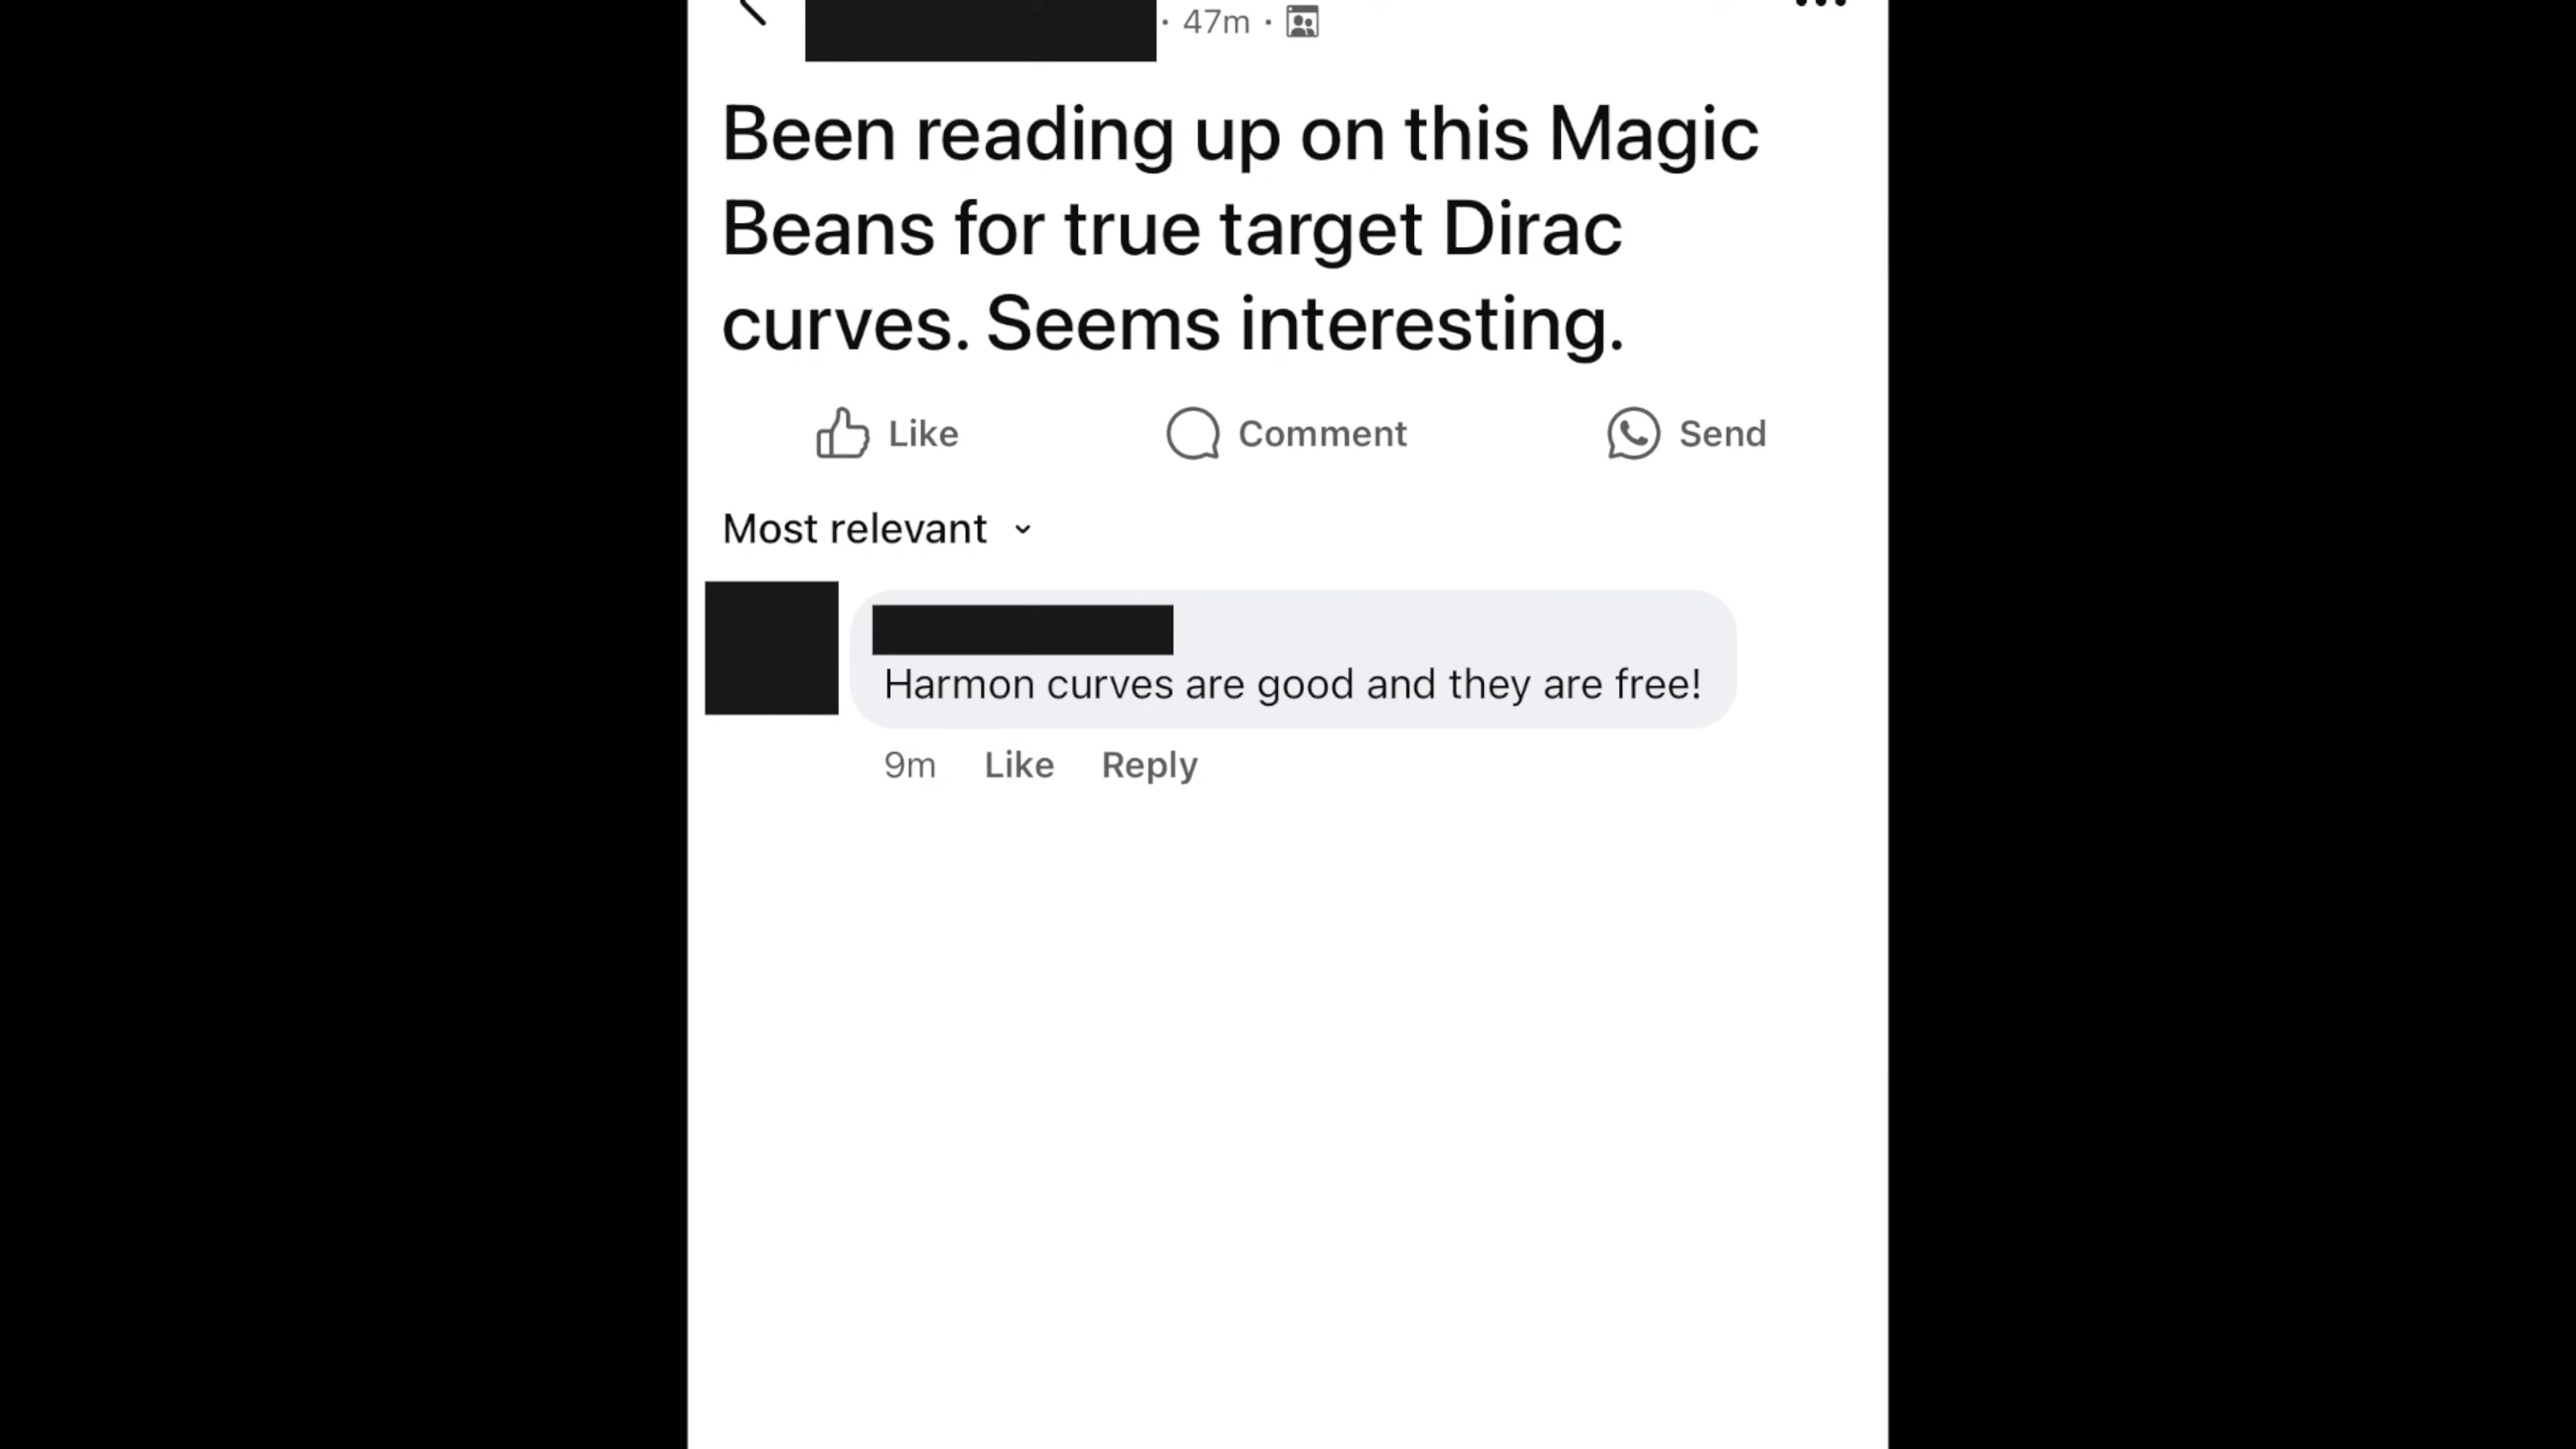 · 47m ·
Been reading up on this Magic
Beans for true target Dirac
curves. Seems interesting.
Like Comment Send
Most relevant
Harmon curves are good and they are free!
9m Like Reply